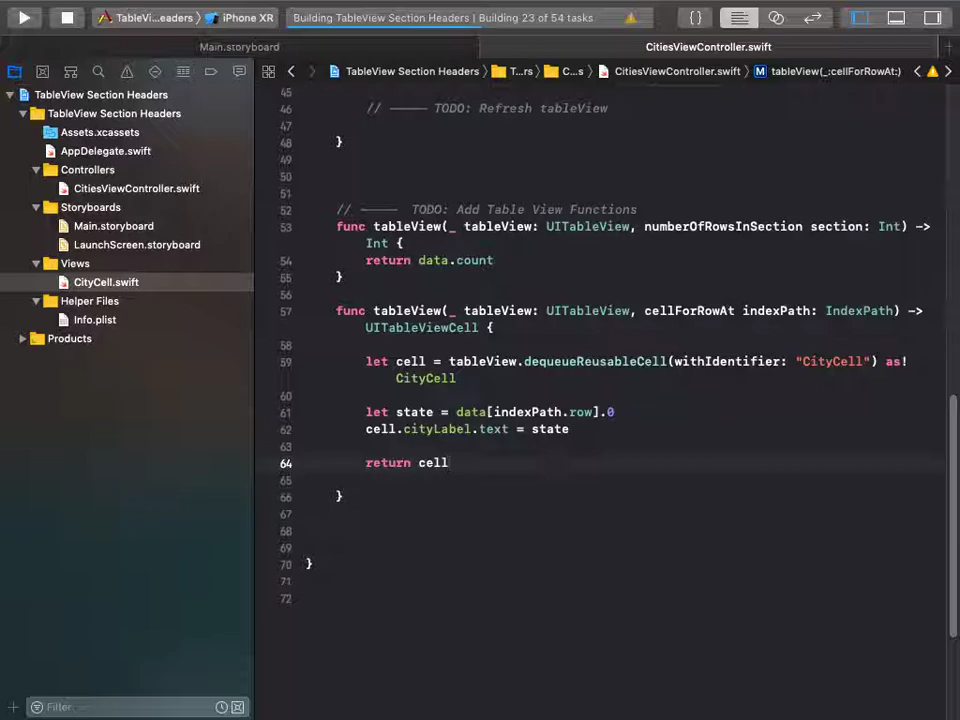 TableVi...eaders
iPhone XR
Building TableView Section Headers | Building 23 of 54 tasks
Main.storyboard
CitiesViewController.swift
TableView Section Headers
T...rs
C...s
CitiesViewController.swift
M
tableView(_:cellForRowAt:)
TableView Section Headers
TableView Section Headers
Assets.xcassets
AppDelegate.swift
Controllers
CitiesViewController.swift
Storyboards
Main.storyboard
LaunchScreen.storyboard
Views
CityCell.swift
Helper Files
Info.plist
Products
Filter
45
46 // ----- TODO: Refresh tableView
47
48 }
49
50
51
52 // ----- TODO: Add Table View Functions
53 func tableView(_ tableView: UITableView, numberOfRowsInSection section: Int) ->
Int {
54 return data.count
55 }
56
57 func tableView(_ tableView: UITableView, cellForRowAt indexPath: IndexPath) ->
UITableViewCell {
58
59 let cell = tableView.dequeueReusableCell(withIdentifier: "CityCell") as!
CityCell
60
61 let state = data[indexPath.row].0
62 cell.cityLabel.text = state
63
64 return cell
65
66 }
67
68
69
70 }
71
72